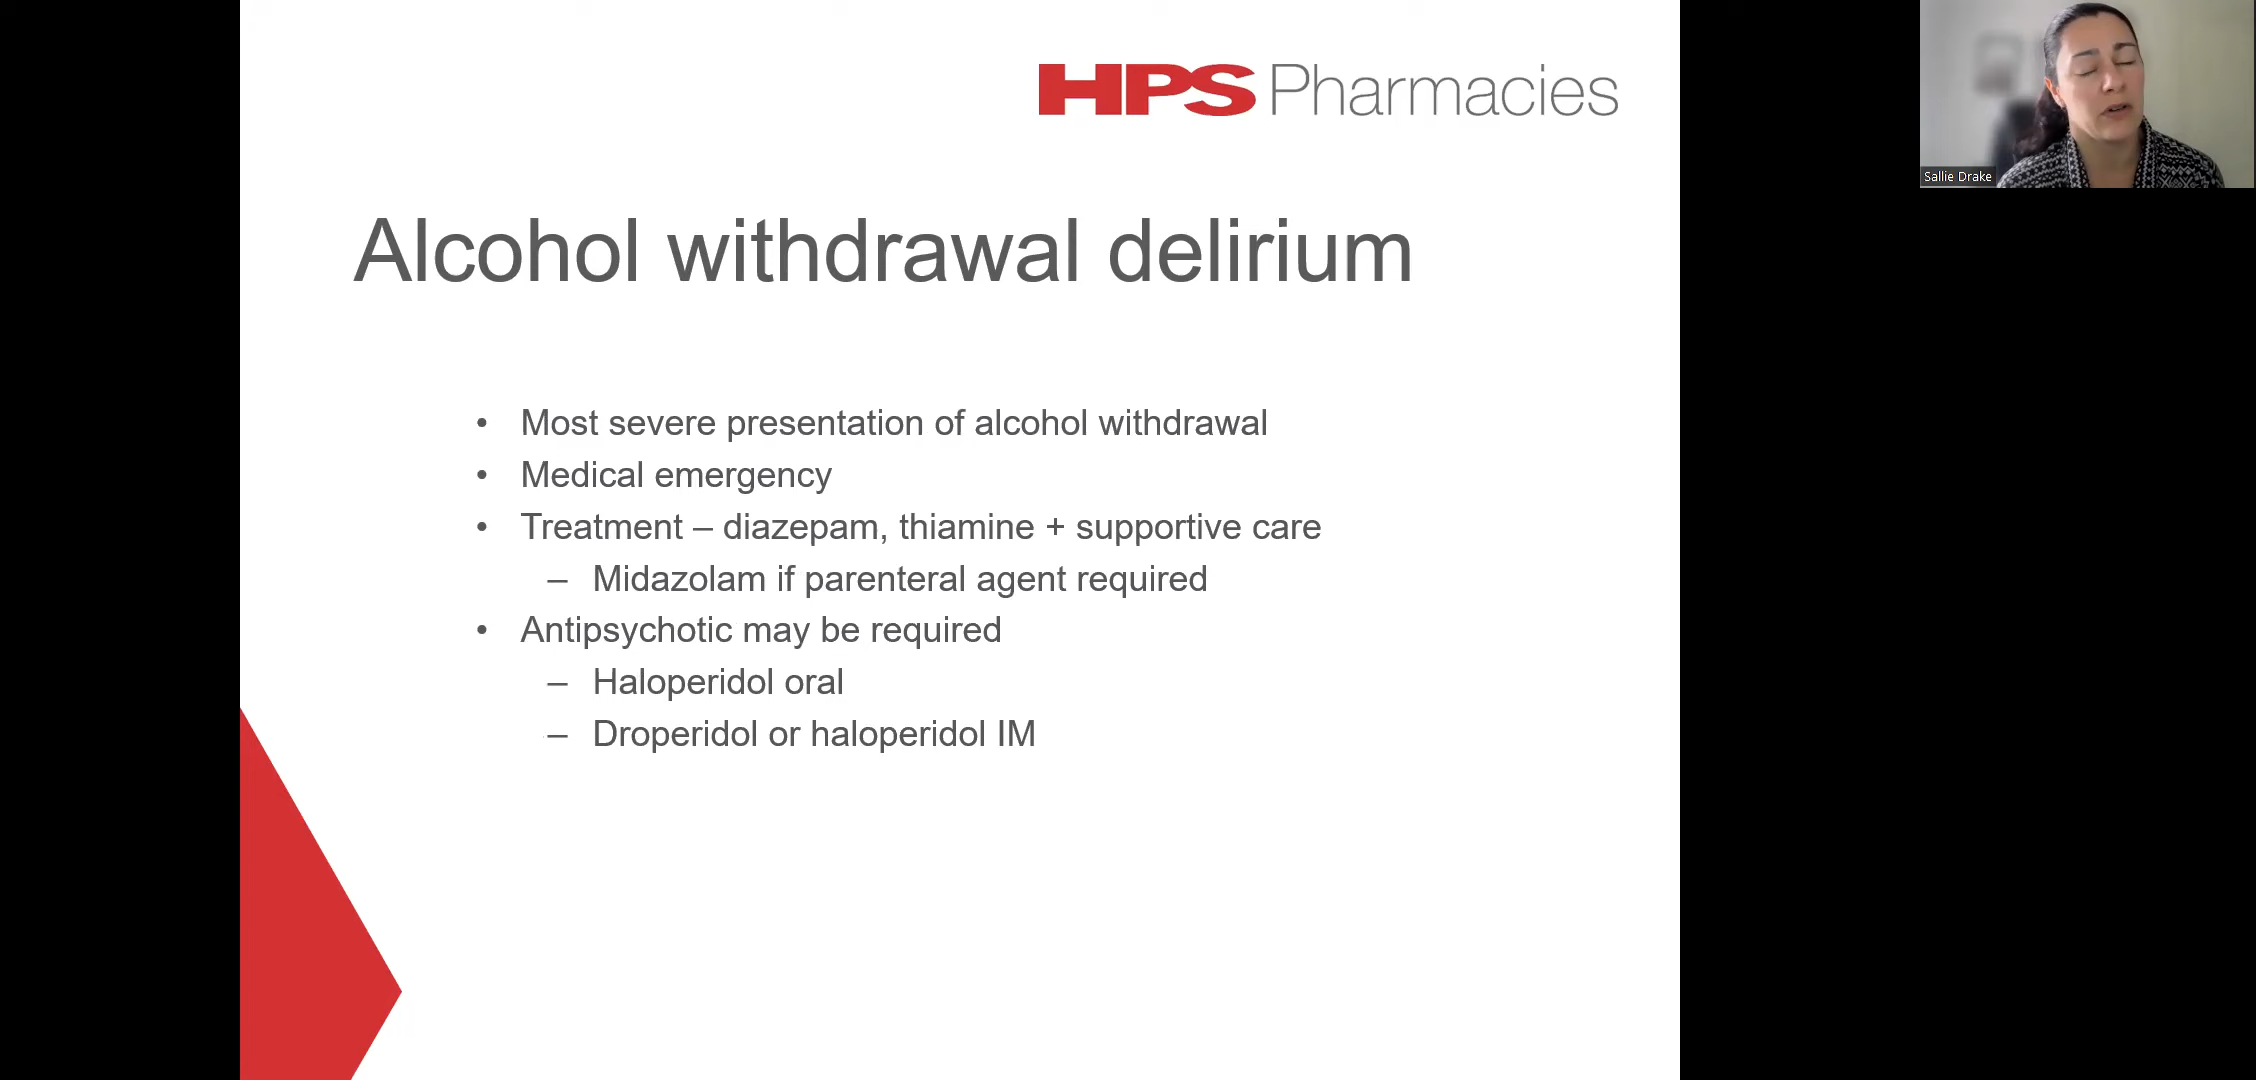 HPS Pharmacies
Sallie Drake
Alcohol withdrawal delirium
• Most severe presentation of alcohol withdrawal
• Medical emergency
• Treatment – diazepam, thiamine + supportive care
– Midazolam if parenteral agent required
• Antipsychotic may be required
– Haloperidol oral
– Droperidol or haloperidol IM